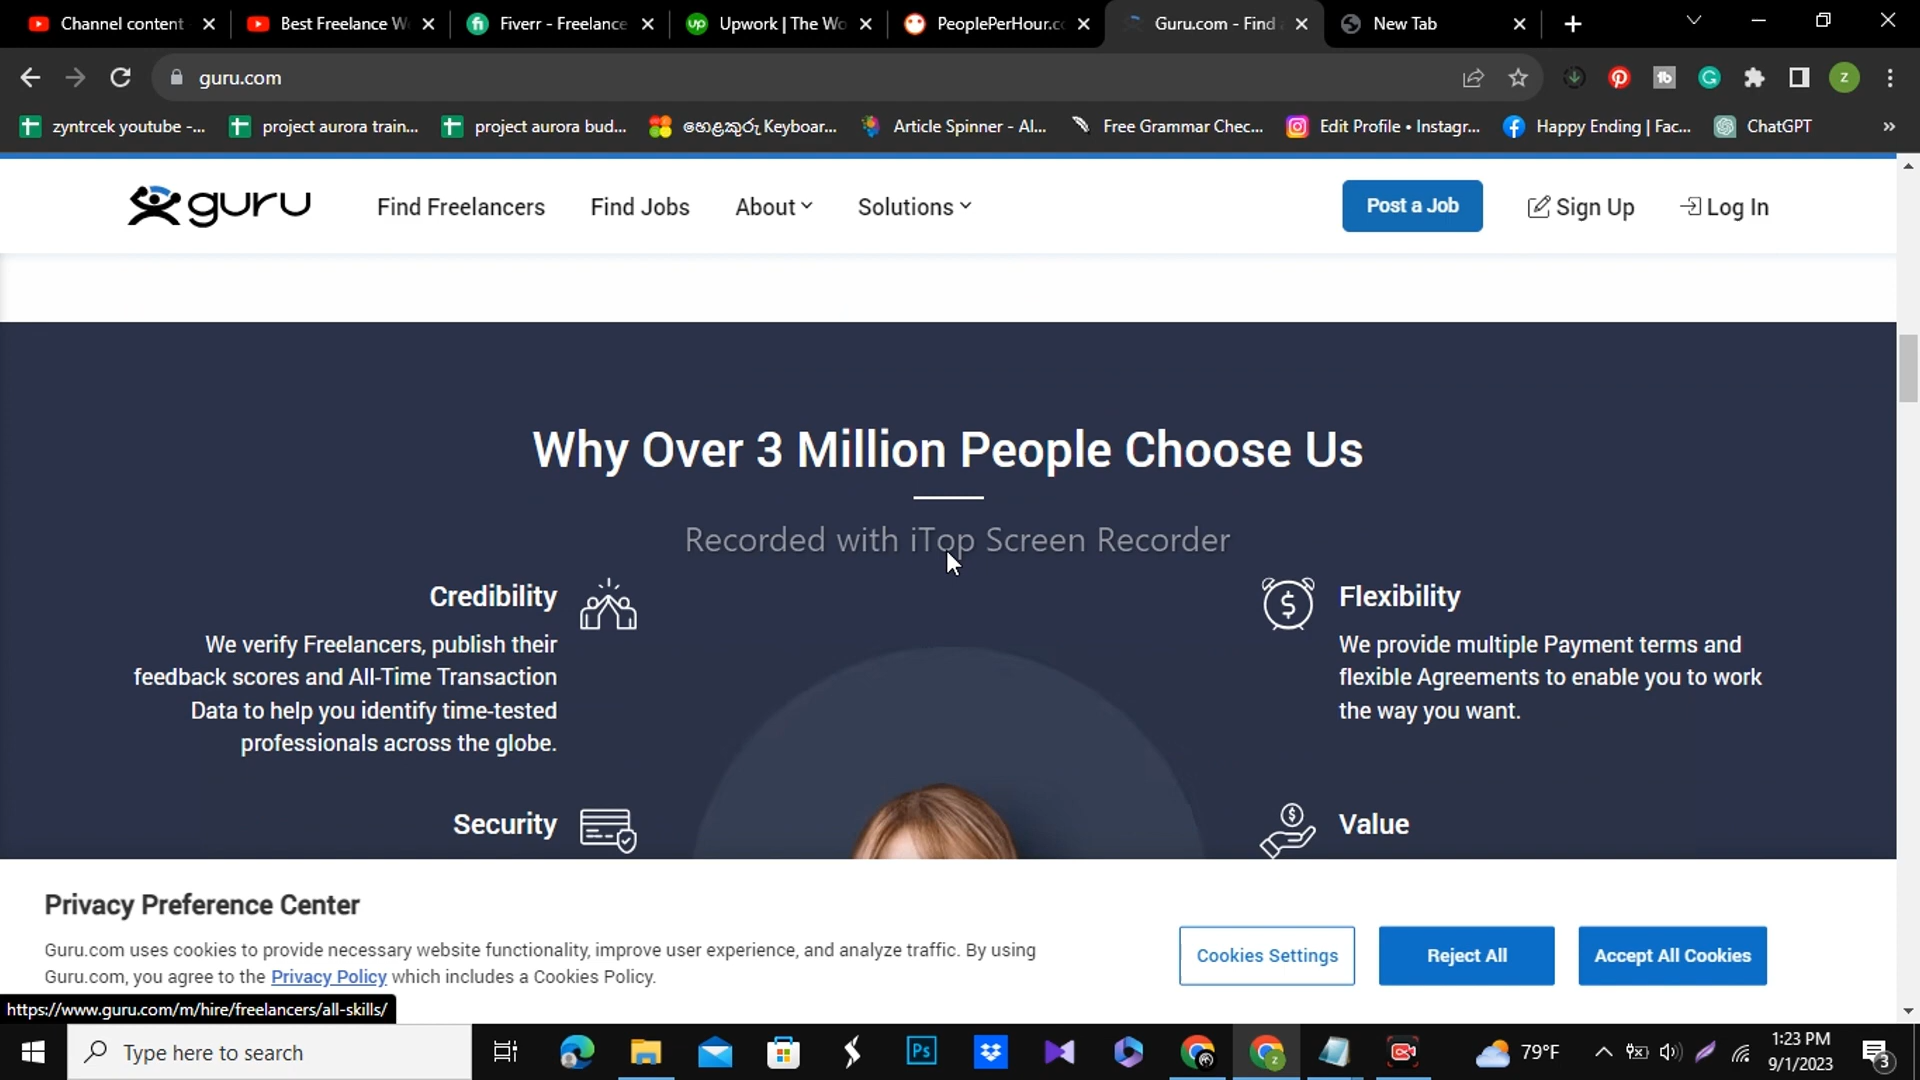 Channel content
Best Freelance W
Fiverr - Freelance
Upwork | The Wo
PeoplePerHour.c
Guru.com - Find
New Tab
guru.com
zyntrcek youtube -...
project aurora train...
project aurora bud...
හෙළකුරු Keyboar...
Article Spinner - Al...
Free Grammar Chec...
Edit Profile • Instagr...
Happy Ending | Fac...
ChatGPT
guru
Find Freelancers
Find Jobs
About
Solutions
Post a Job
Sign Up
Log In
Why Over 3 Million People Choose Us
Recorded with iTop Screen Recorder
Credibility
We verify Freelancers, publish their
feedback scores and All-Time Transaction
Data to help you identify time-tested
professionals across the globe.
Flexibility
We provide multiple Payment terms and
flexible Agreements to enable you to work
the way you want.
Security
Value
Privacy Preference Center
Guru.com uses cookies to provide necessary website functionality, improve user experience, and analyze traffic. By using
Guru.com, you agree to the Privacy Policy which includes a Cookies Policy.
Cookies Settings
Reject All
Accept All Cookies
https://www.guru.com/m/hire/freelancers/all-skills/
Type here to search
79°F
1:23 PM
9/1/2023
3